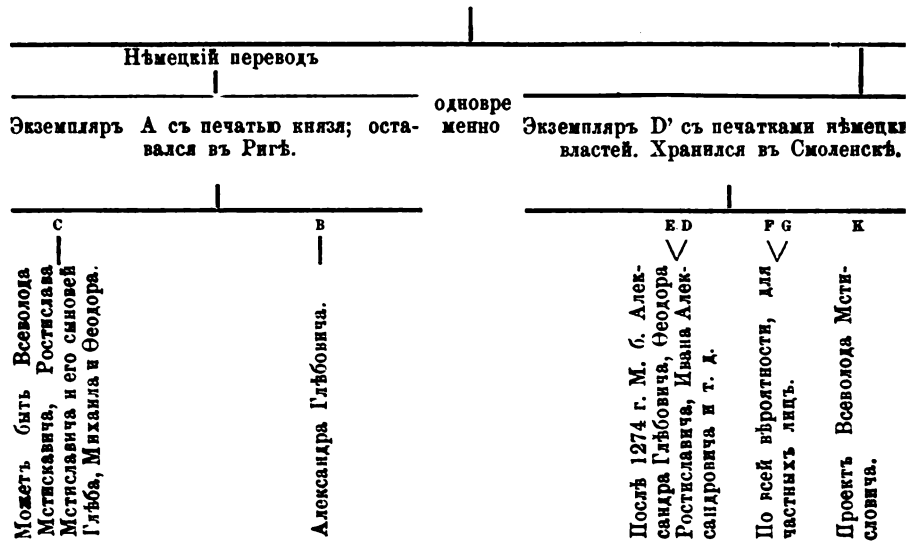 Нѣмецкій переводъ
одновре
менно
Экземпляръ А съ печатью князя; оста-
вался въ Ригѣ.
Экземпляръ D’ съ печатками нѣмецки
властей. Хранился въ Смоленскѣ.
C
B
E D
F G
K
Можетъ быть Всеволода
Мстискавича, Ростислава
Мстиславича и его сыновей
Глѣба, Михаила и Ѳеодора.
Александра Глѣбовича.
Послѣ 1274 г. М. б. Алек-
сандра Глѣбовича, Ѳеодора
Ростиславича, Ивана Алек-
сандровича и т. д.
По всей вѣроятности, для
частныхъ лицъ.
Проектъ Всеволода Мсти-
словича.